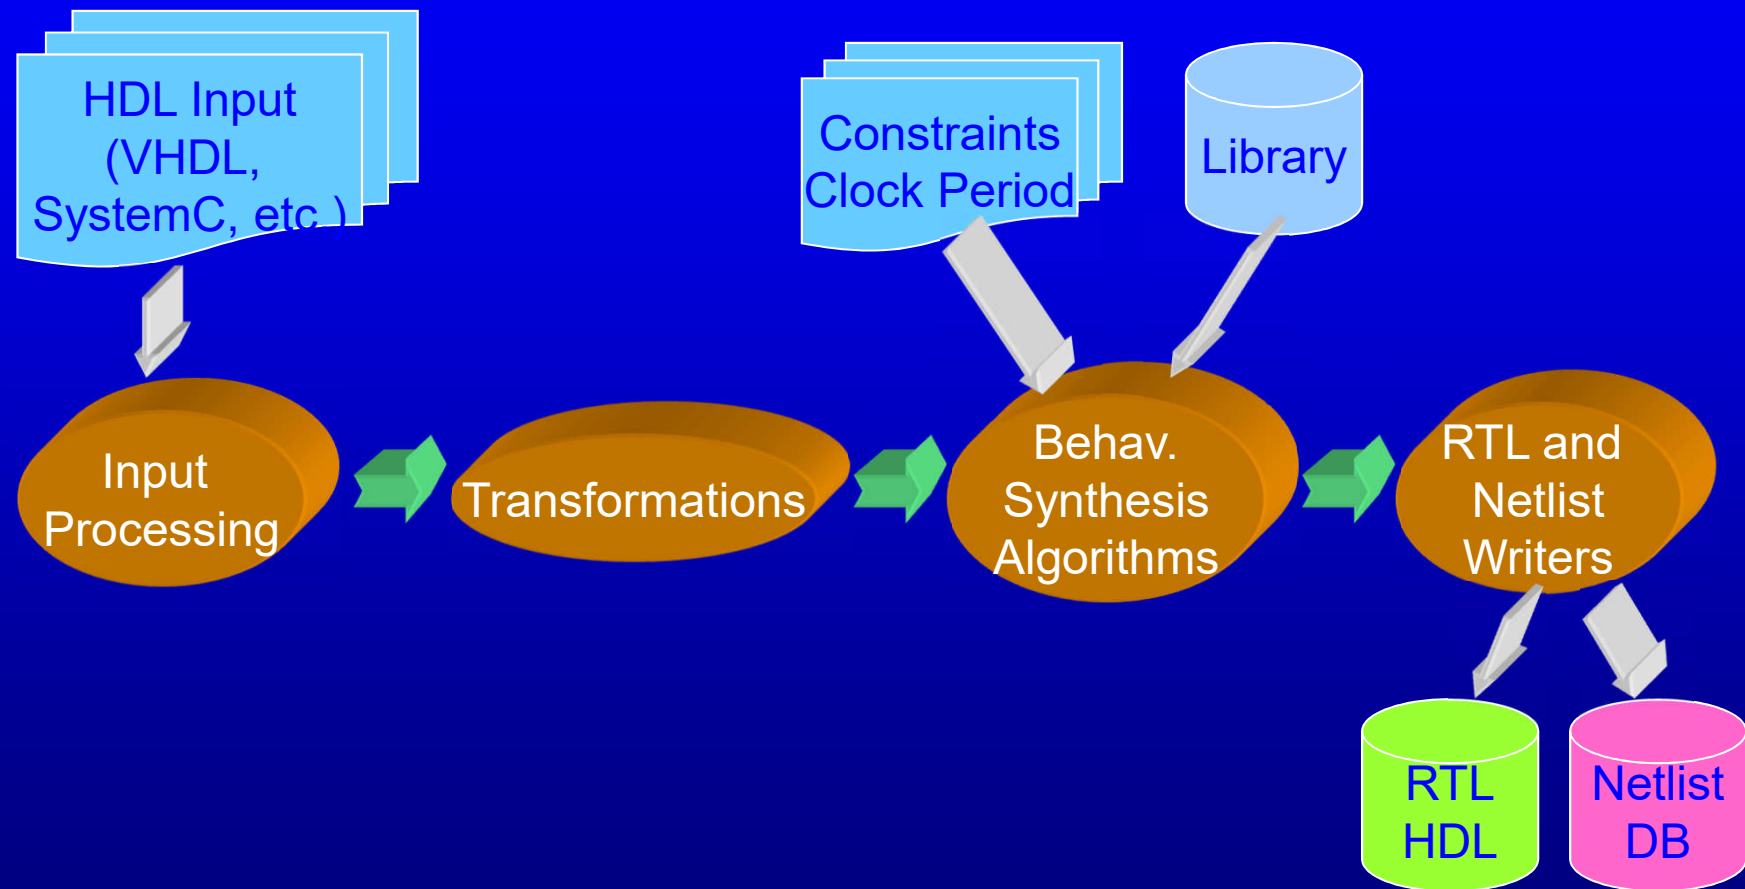 HDL Input
(VHDL,
SystemC, etc.)
Constraints
Clock Period
Library
Input
Processing
Transformations
Behav.
Synthesis
Algorithms
RTL and
Netlist
Writers
RTL
HDL
Netlist
DB